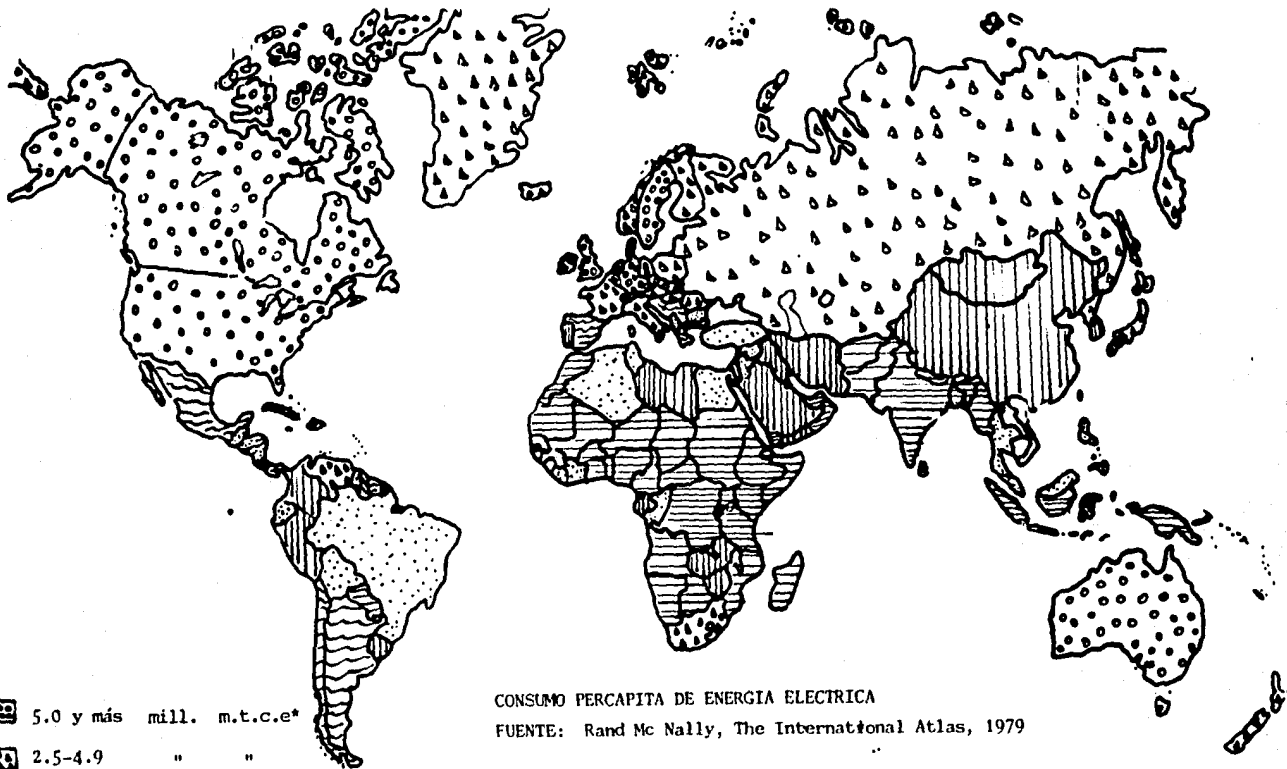 CONSUMO PERCAPITA DE ENERGIA ELECTRICA
FUENTE: Rand Mc Nally, The International Atlas, 1979
5.0 y más mill. m.t.c.e*
2.5-4.9 " "